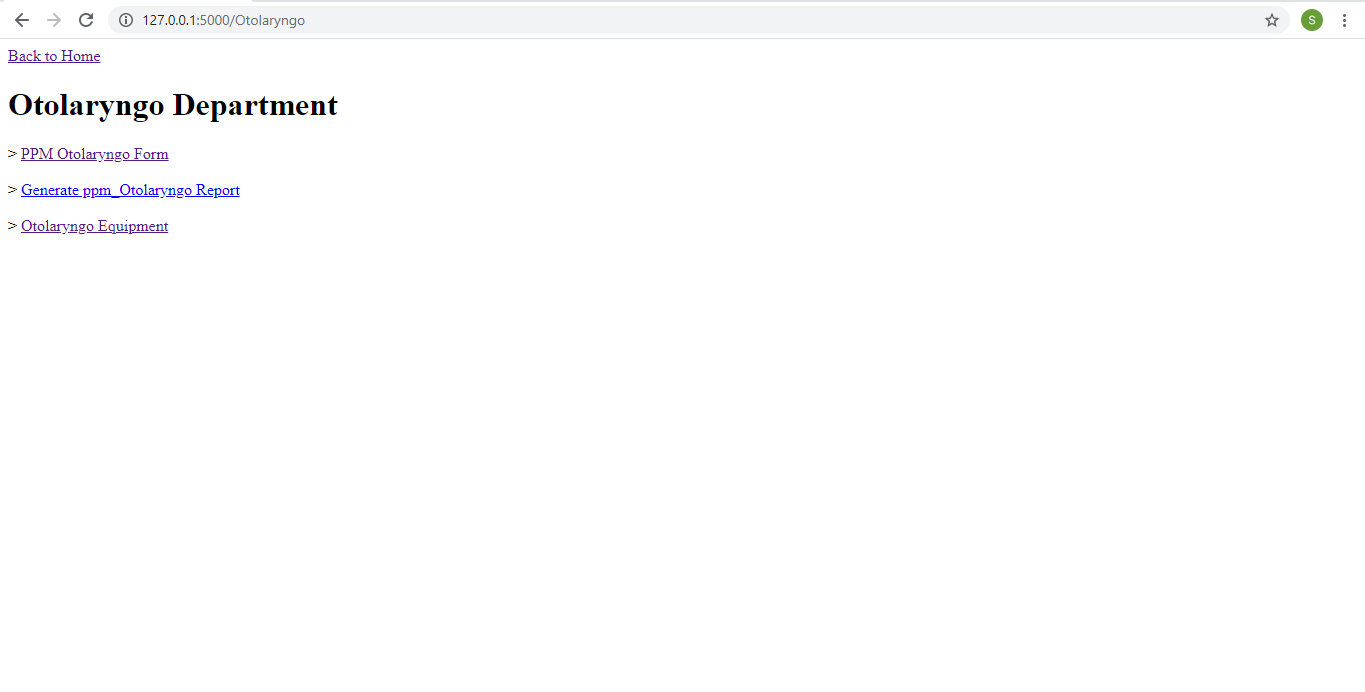 127.0.0.1:5000/Otolaryngo
S
Back to Home
Otolaryngo Department
> PPM Otolaryngo Form
> Generate ppm_Otolaryngo Report
> Otolaryngo Equipment